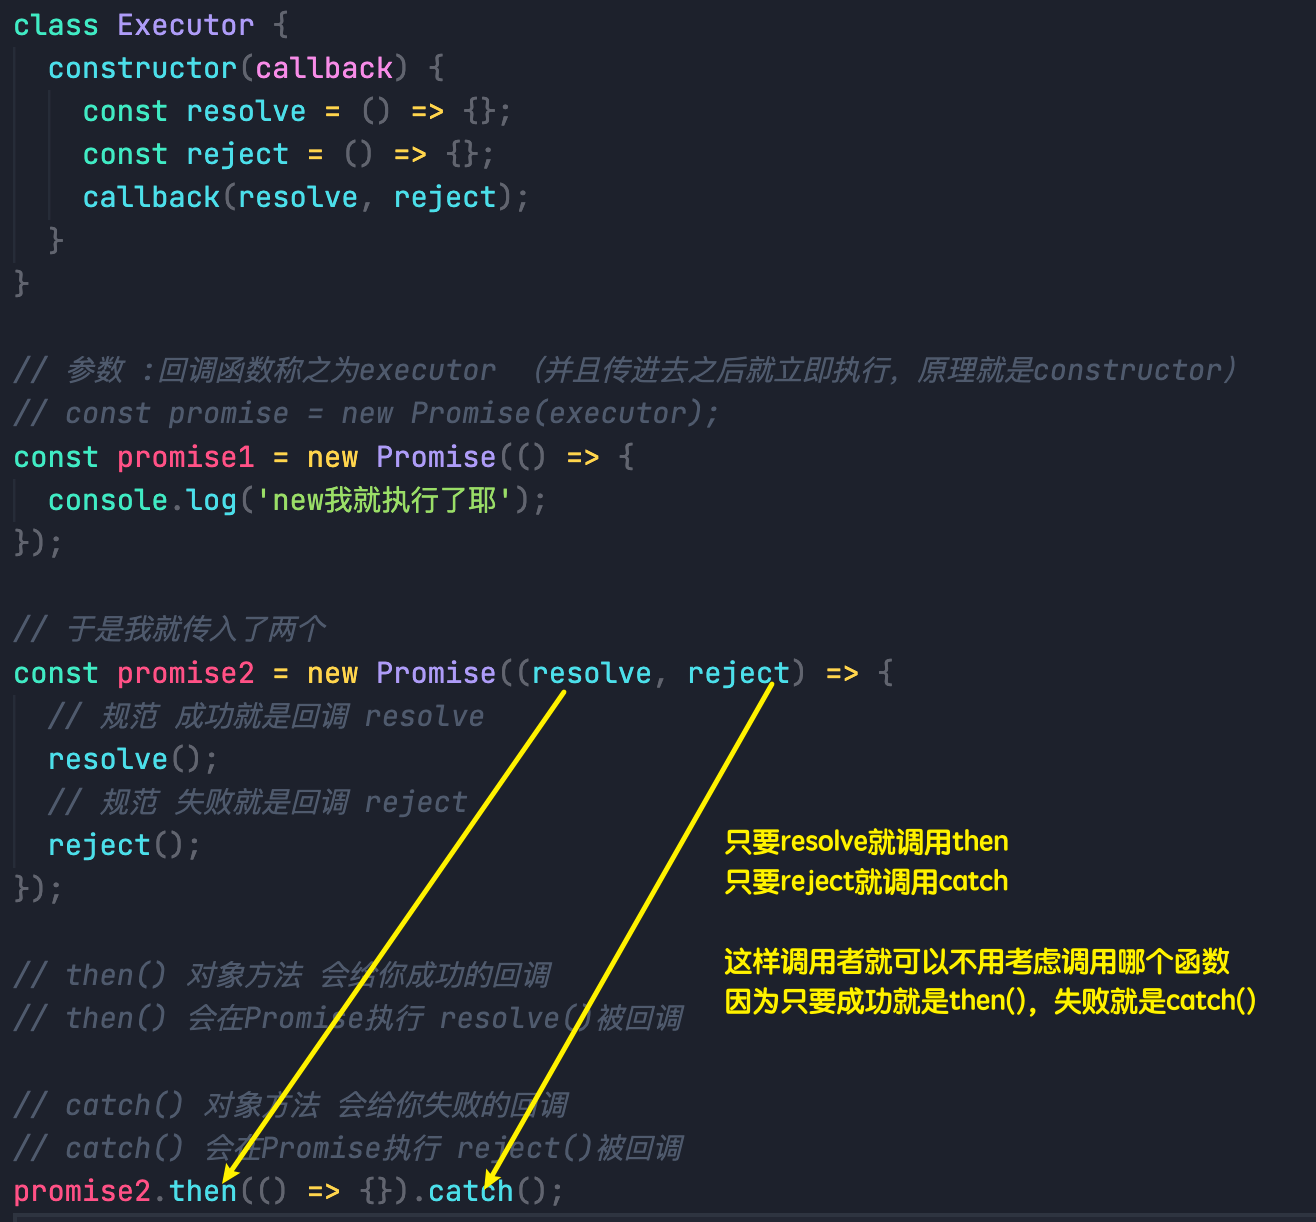 class Executor {
constructor(callback) {
const resolve = () => {};
const reject = () => {};
callback(resolve, reject);
}
}
// 参数 :回调函数称之为executor （并且传进去之后就立即执行，原理就是constructor）
// const promise = new Promise(executor);
const promise1 = new Promise(() => {
console.log('new我就执行了耶');
});
// 于是我就传入了两个
const promise2 = new Promise((resolve, reject) => {
// 规范 成功就是回调 resolve
resolve();
// 规范 失败就是回调 reject
reject();
});
只要resolve就调用then
只要reject就调用catch
这样调用者就可以不用考虑调用哪个函数
因为只要成功就是then()，失败就是catch()
// then() 对象方法 会给你成功的回调
// then() 会在Promise执行 resolve()被回调
// catch() 对象方法 会给你失败的回调
// catch() 会在Promise执行 reject()被回调
promise2.then(() => {}).catch();